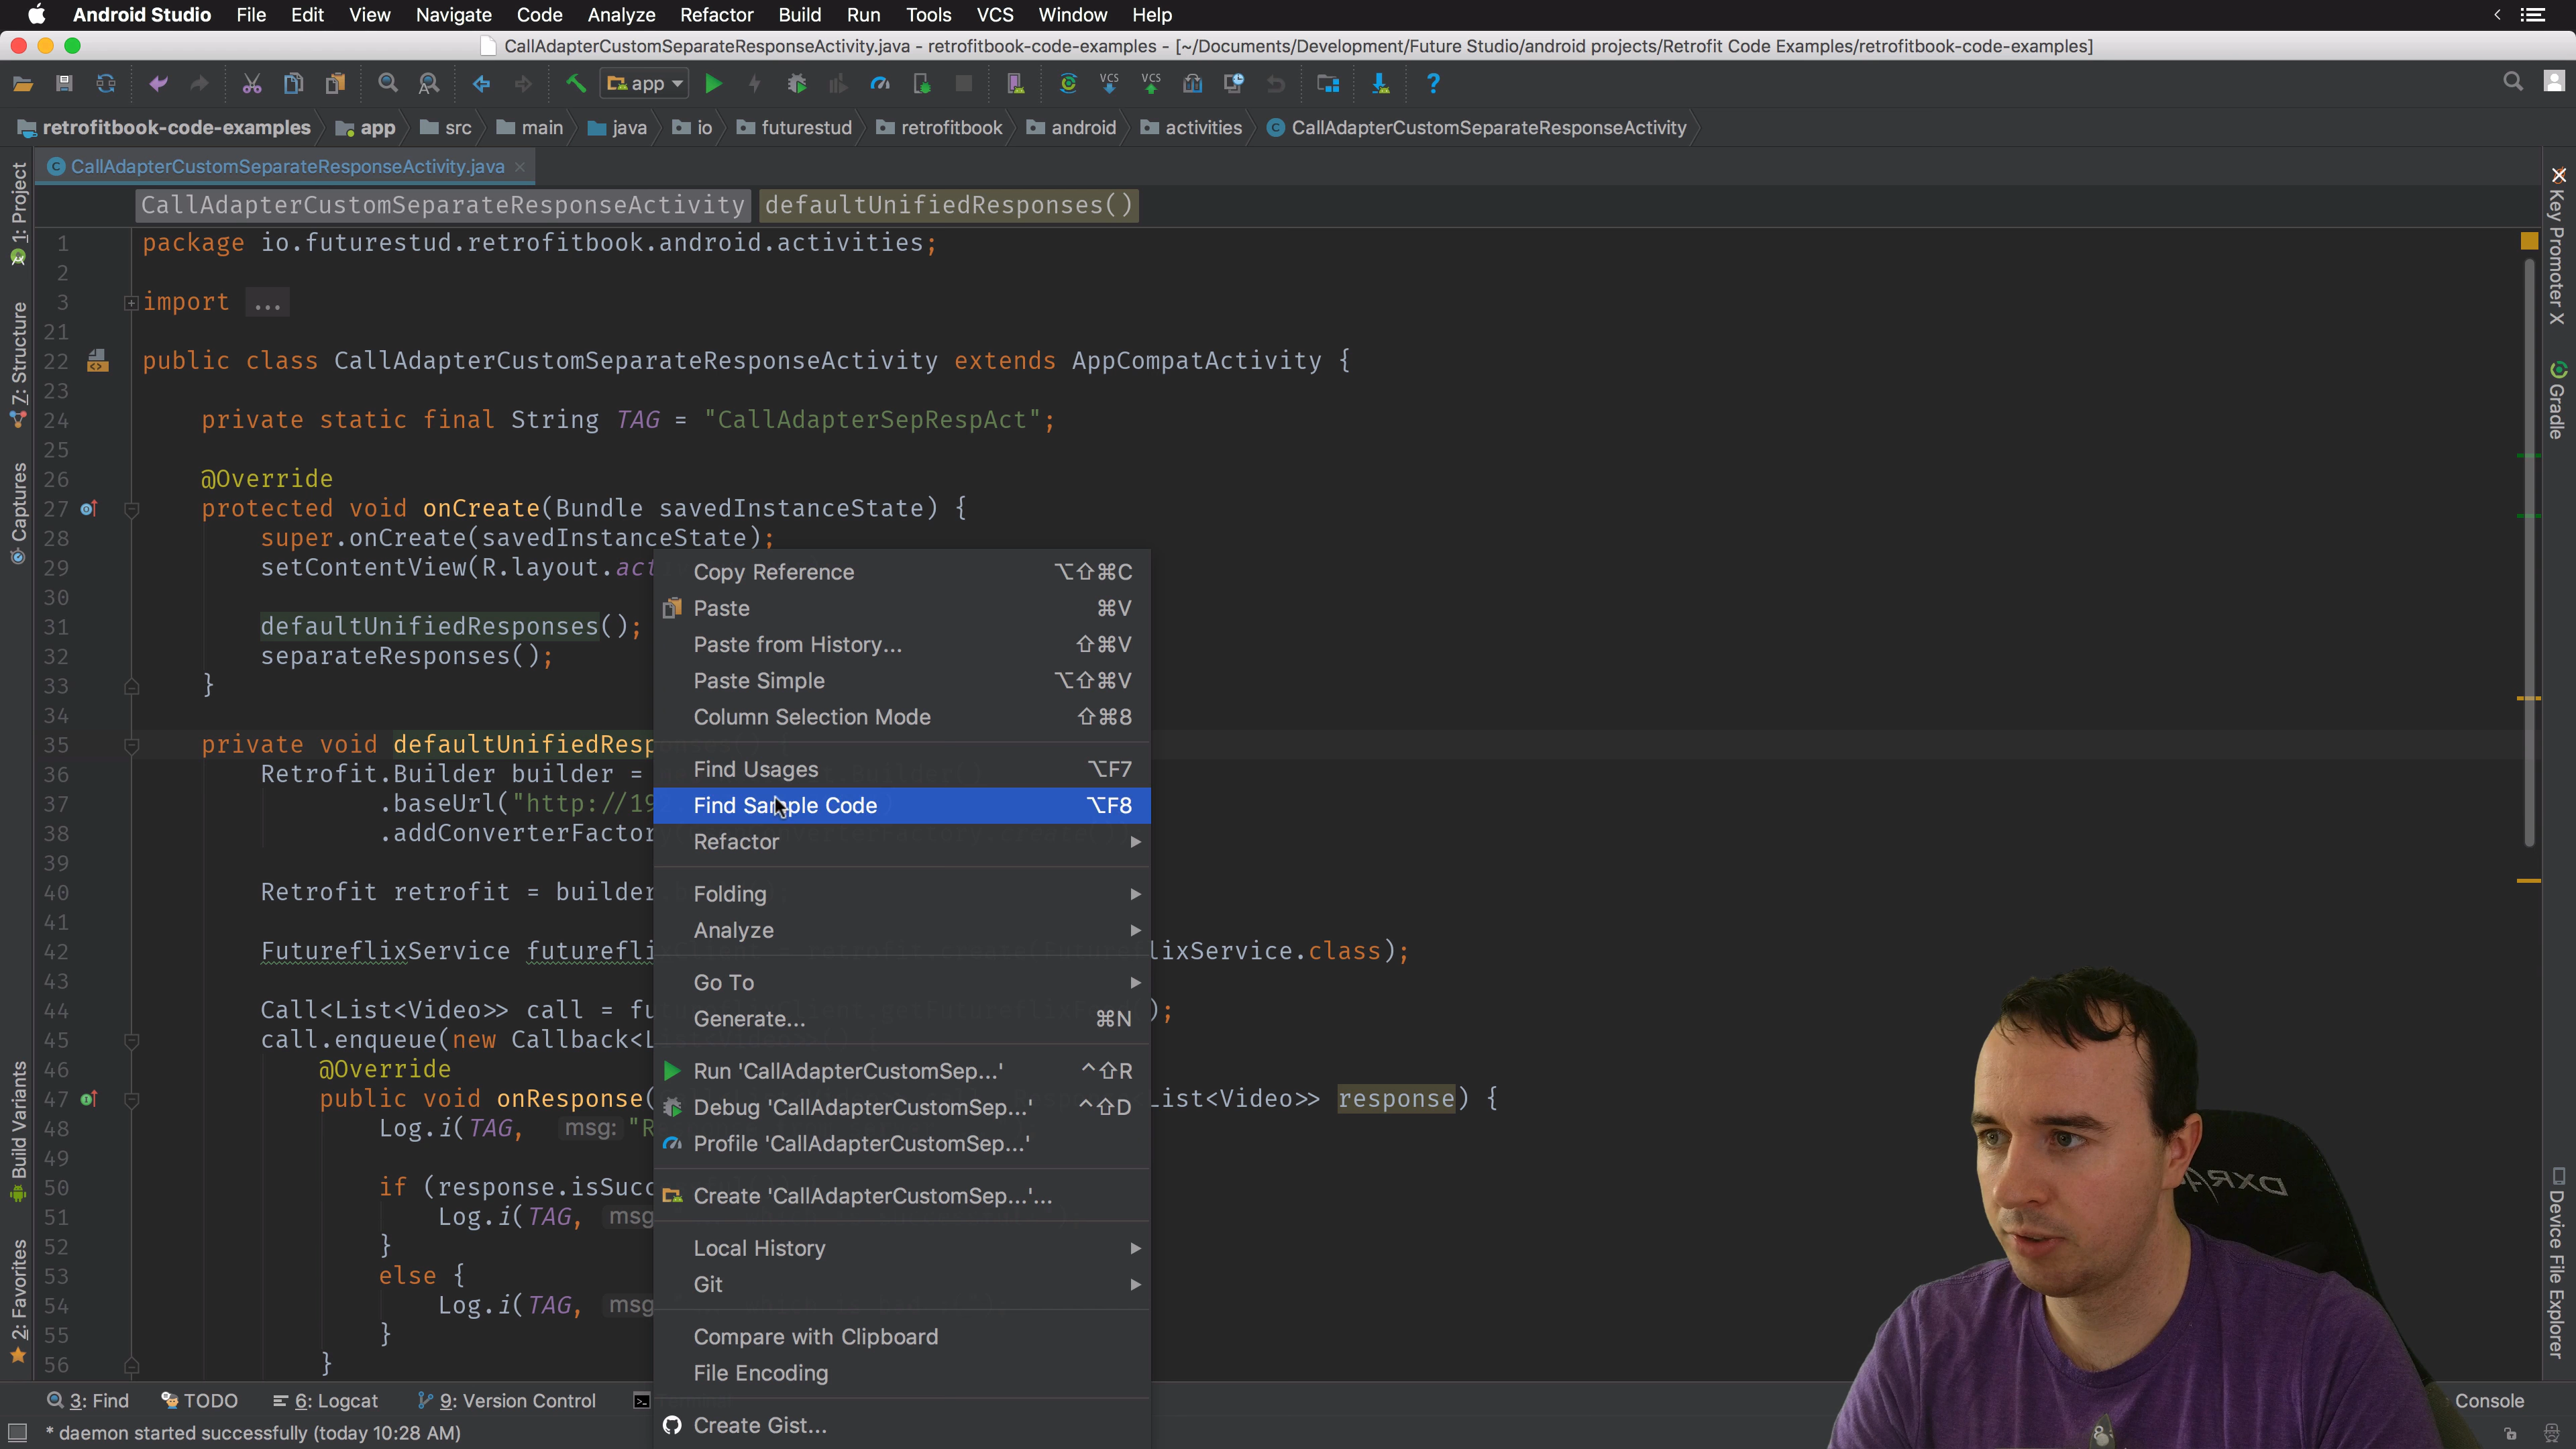 Android Studio File Edit View Navigate Code Analyze Refactor Build Run Tools VCS Window Help
CallAdapterCustomSeparateResponseActivity.java - retrofitbook-code-examples - [~/Documents/Development/Future Studio/android projects/Retrofit Code Examples/retrofitbook-code-examples]
app VCS VCS ?
retrofitbook-code-examples app src main java io futurestud retrofitbook android activities CallAdapterCustomSeparateResponseActivity
CallAdapterCustomSeparateResponseActivity.java
CallAdapterCustomSeparateResponseActivity defaultUnifiedResponses()
1 package io.futurestud.retrofitbook.android.activities;
2
3 import ...
21
22 public class CallAdapterCustomSeparateResponseActivity extends AppCompatActivity {
23
24 private static final String TAG = "CallAdapterSepRespAct";
25
26 @Override
27 protected void onCreate(Bundle savedInstanceState) {
28 super.onCreate(savedInstanceState);
29 setContentView(R.layout.act
30
31 defaultUnifiedResponses();
32 separateResponses();
33 }
34
35 private void defaultUnifiedResp
36 Retrofit.Builder builder =
37 .baseUrl("http://19
38 .addConverterFactor
39
40 Retrofit retrofit = builder
41
42 FutureflixService futurefli lixService.class);
43
44 Call<List<Video>> call = fu );
45 call.enqueue(new Callback<L
46 @Override
47 public void onResponse( List<Video>> response) {
48 Log.i(TAG, msg: "R
49
50 if (response.isSucc
51 Log.i(TAG, msg
52 }
53 else {
54 Log.i(TAG, msg
55 }
56 }
Copy Reference ⌥⇧⌘C
Paste ⌘V
Paste from History... ⇧⌘V
Paste Simple ⌥⇧⌘V
Column Selection Mode ⇧⌘8
Find Usages ⌥F7
Find Sample Code ⌥F8
Refactor
Folding
Analyze
Go To
Generate... ⌘N
Run 'CallAdapterCustomSep...' ^⇧R
Debug 'CallAdapterCustomSep...' ^⇧D
Profile 'CallAdapterCustomSep...'
Create 'CallAdapterCustomSep...'...
Local History
Git
Compare with Clipboard
File Encoding
Create Gist...
1: Project
Z: Structure
Captures
Build Variants
2: Favorites
Key Promoter X
Gradle
Device File Explorer
DXRA
3: Find TODO 6: Logcat 9: Version Control Console
* daemon started successfully (today 10:28 AM)